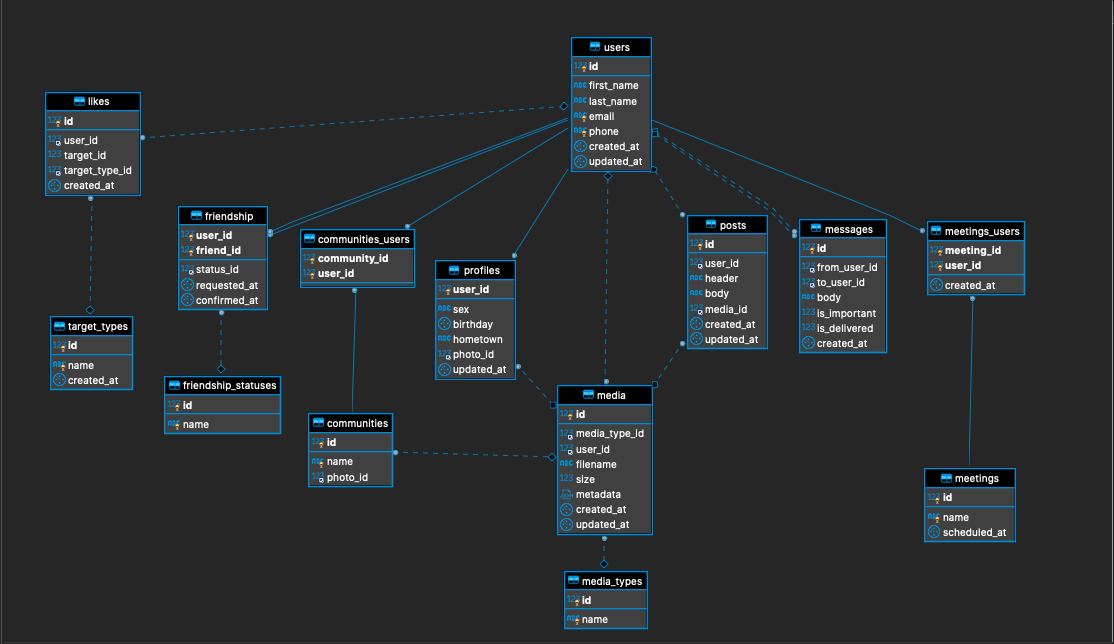 users
id
first_name
last_name
email
phone
created_at
updated_at
likes
id
user_id
target_id
target_type_id
created_at
friendship
user_id
friend_id
status_id
requested_at
confirmed_at
communities_users
community_id
user_id
profiles
user_id
sex
birthday
hometown
photo_id
updated_at
posts
id
user_id
header
body
media_id
created_at
updated_at
messages
id
from_user_id
to_user_id
body
is_important
is_delivered
created_at
meetings_users
meeting_id
user_id
created_at
target_types
id
name
created_at
friendship_statuses
id
name
communities
id
name
photo_id
media
id
media_type_id
user_id
filename
size
metadata
created_at
updated_at
meetings
id
name
scheduled_at
media_types
id
name